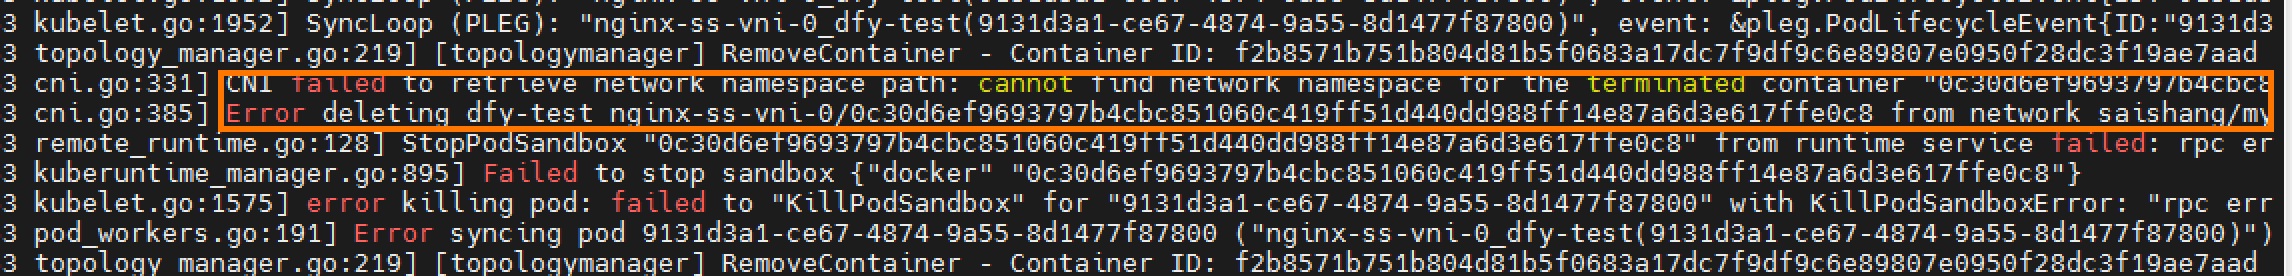 3 kubelet.go:1952] SyncLoop (PLEG): "nginx-ss-vni-0_dfy-test(9131d3a1-ce67-4874-9a55-8d1477f87800)", event: &pleg.PodLifecycleEvent{ID:"9131d3
3 topology_manager.go:219] [topologymanager] RemoveContainer - Container ID: f2b8571b751b804d81b5f0683a17dc7f9df9c6e89807e0950f28dc3f19ae7aad
3 cni.go:331] CNI failed to retrieve network namespace path: cannot find network namespace for the terminated container "0c30d6ef9693797b4cbc8
3 cni.go:385] Error deleting dfy-test_nginx-ss-vni-0/0c30d6ef9693797b4cbc851060c419ff51d440dd988ff14e87a6d3e617ffe0c8 from network saishang/my
3 remote_runtime.go:128] StopPodSandbox "0c30d6ef9693797b4cbc851060c419ff51d440dd988ff14e87a6d3e617ffe0c8" from runtime service failed: rpc er
3 kuberuntime_manager.go:895] Failed to stop sandbox {"docker" "0c30d6ef9693797b4cbc851060c419ff51d440dd988ff14e87a6d3e617ffe0c8"}
3 kubelet.go:1575] error killing pod: failed to "KillPodSandbox" for "9131d3a1-ce67-4874-9a55-8d1477f87800" with KillPodSandboxError: "rpc err
3 pod_workers.go:191] Error syncing pod 9131d3a1-ce67-4874-9a55-8d1477f87800 ("nginx-ss-vni-0_dfy-test(9131d3a1-ce67-4874-9a55-8d1477f87800)")
3 topology_manager.go:219] [topologymanager] RemoveContainer - Container ID: f2b8571b751b804d81b5f0683a17dc7f9df9c6e89807e0950f28dc3f19ae7aad